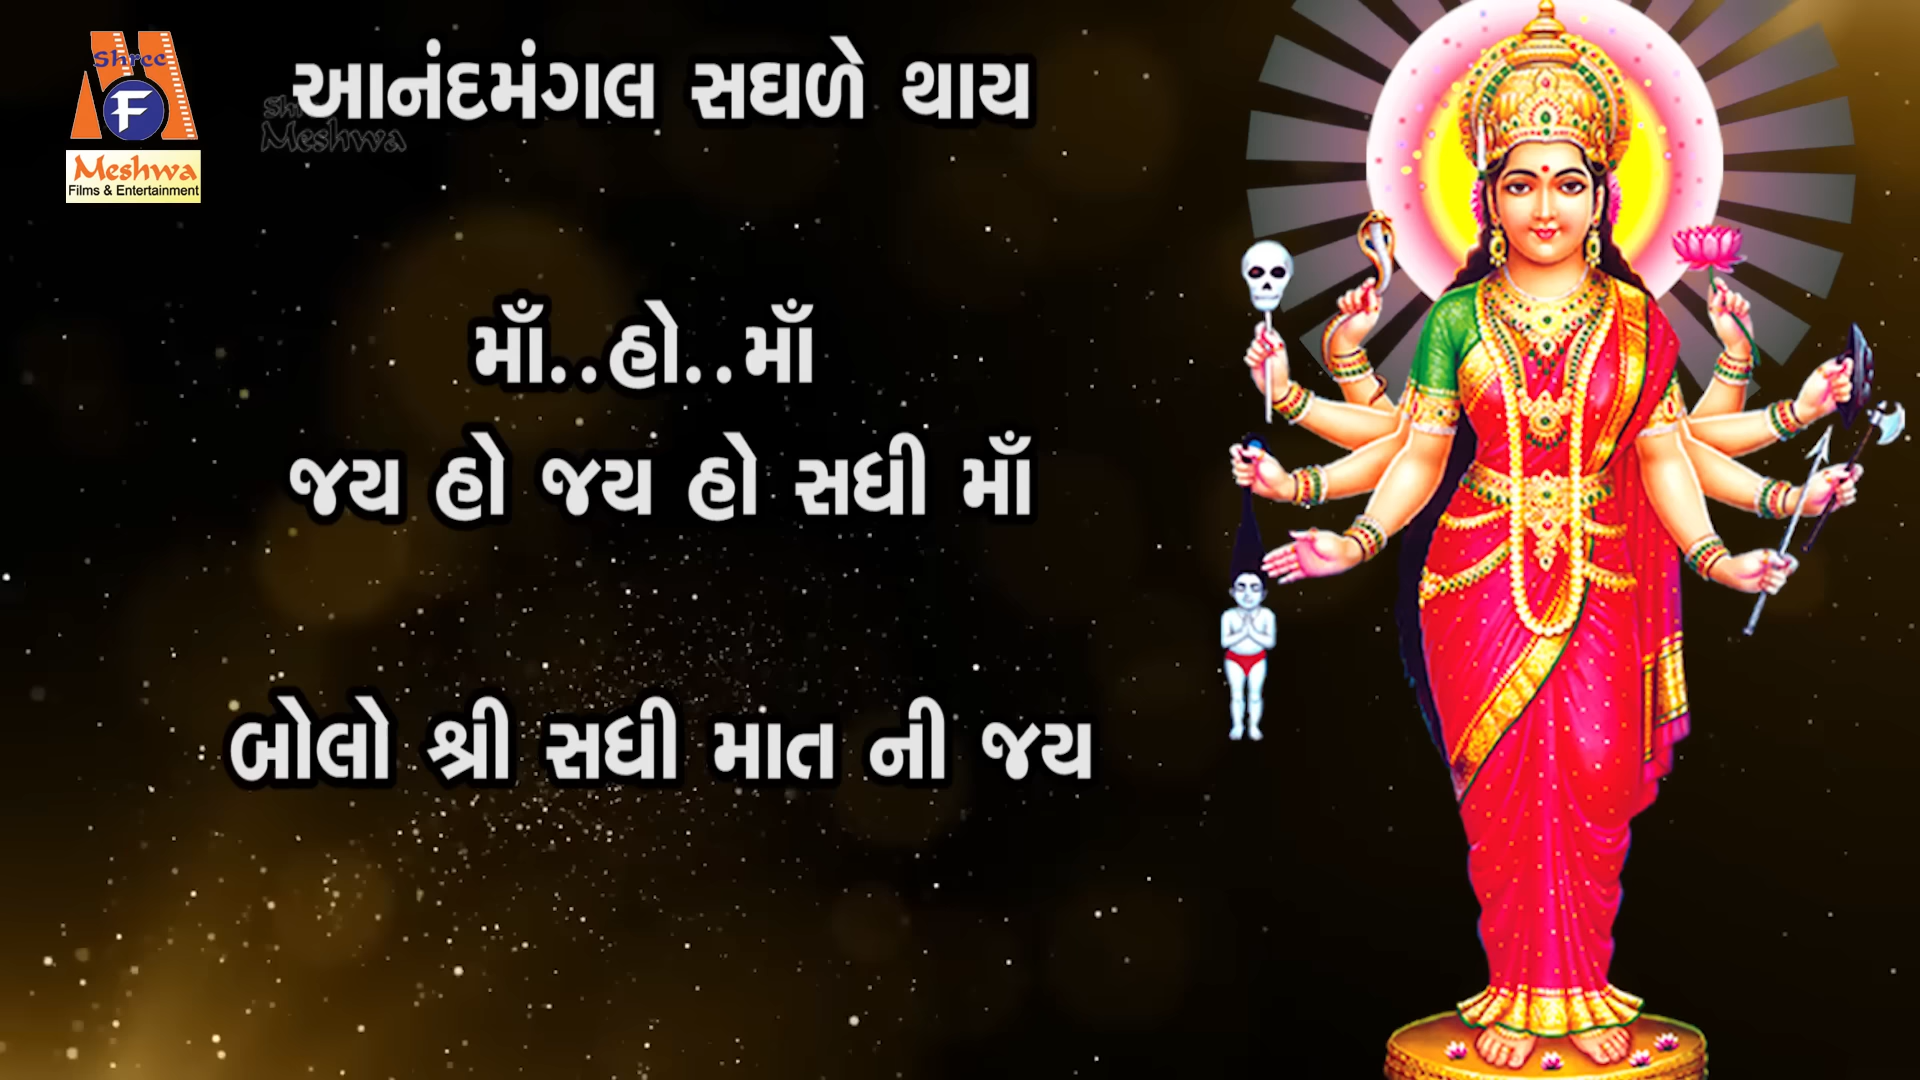 Shree
F
Meshwa
Films & Entertainment
આનંદમંગલ સઘળે થાય
માઁ..હો..માઁ
જય હો જય હો સધી માઁ
બોલો શ્રી સધી માત ની જય